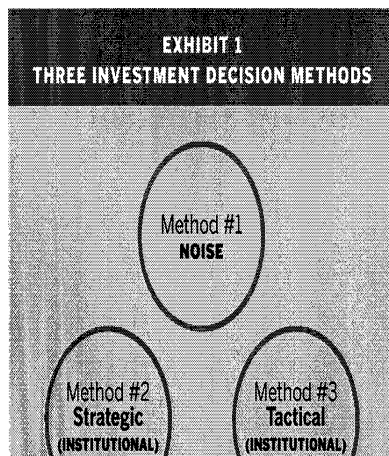 EXHIBIT 1
THREE INVESTMENT DECISION METHODS
Method #1
NOISE
Method #2
Strategic
(INSTITUTIONAL)
Method #3
Tactical
(INSTITUTIONAL)